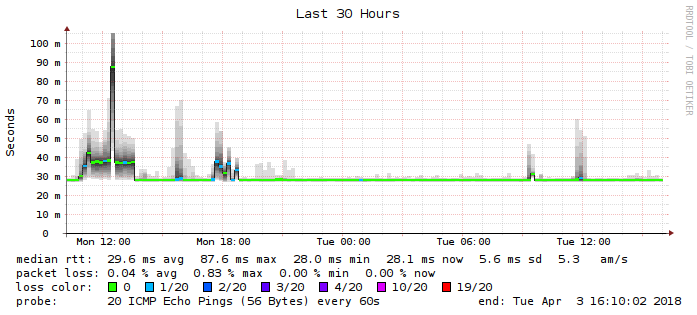 Last 30 Hours
RRDTOOL / TOBI OETIKER
Seconds
100 m
90 m
80 m
70 m
60 m
50 m
40 m
30 m
20 m
10 m
0
Mon 12:00 Mon 18:00 Tue 00:00 Tue 06:00 Tue 12:00
median rtt: 29.6 ms avg 87.6 ms max 28.0 ms min 28.1 ms now 5.6 ms sd 5.3 am/s
packet loss: 0.04 % avg 0.83 % max 0.00 % min 0.00 % now
loss color: 0 1/20 2/20 3/20 4/20 10/20 19/20
probe: 20 ICMP Echo Pings (56 Bytes) every 60s end: Tue Apr 3 16:10:02 2018